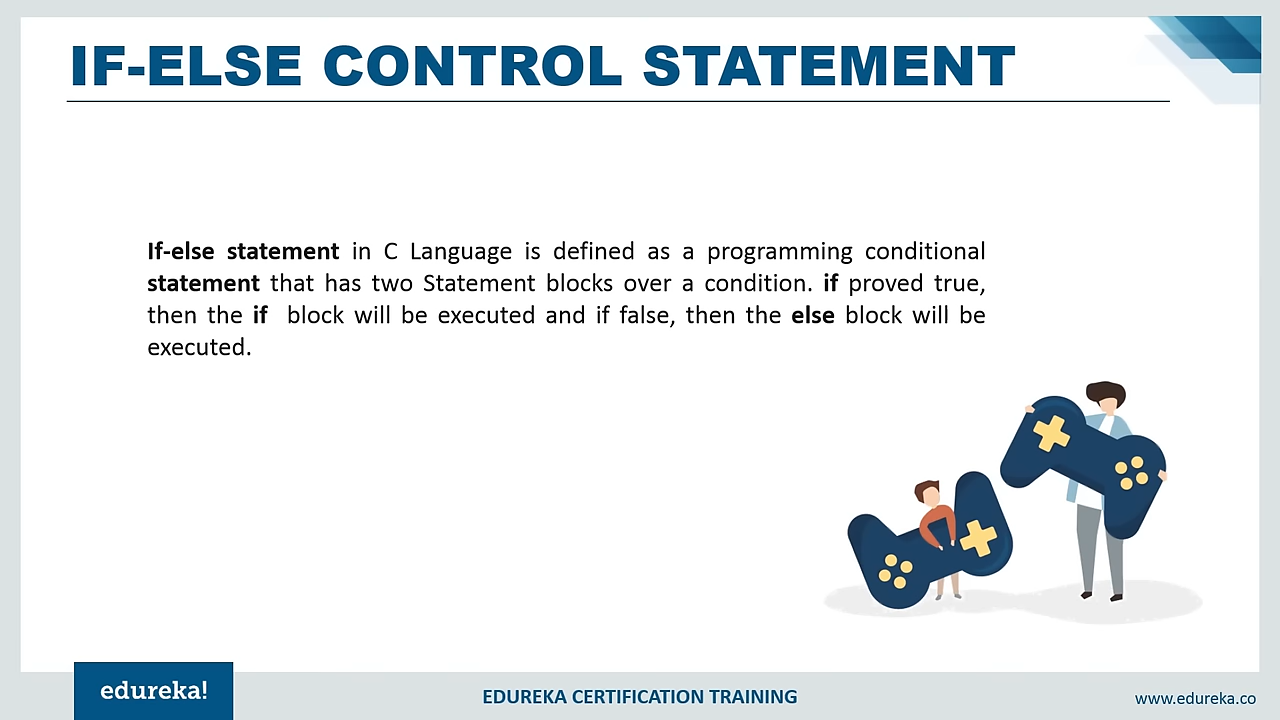 IF-ELSE CONTROL STATEMENT
If-else statement in C Language is defined as a programming conditional
statement that has two Statement blocks over a condition. if proved true,
then the if block will be executed and if false, then the else block will be
executed.
edureka!
EDUREKA CERTIFICATION TRAINING
www.edureka.co